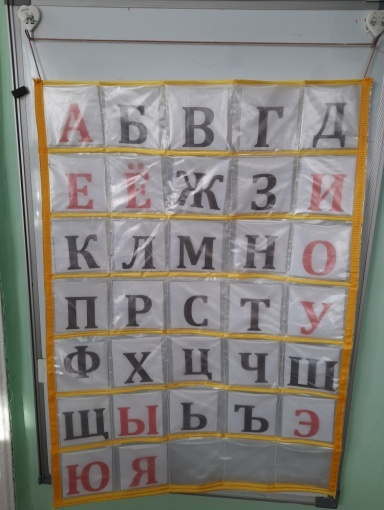 А Б В Г Д
Е Ё Ж З И
К Л М Н О
П Р С Т У
Ф Х Ц Ч Ш
Щ Ы Ь Ъ Э
Ю Я